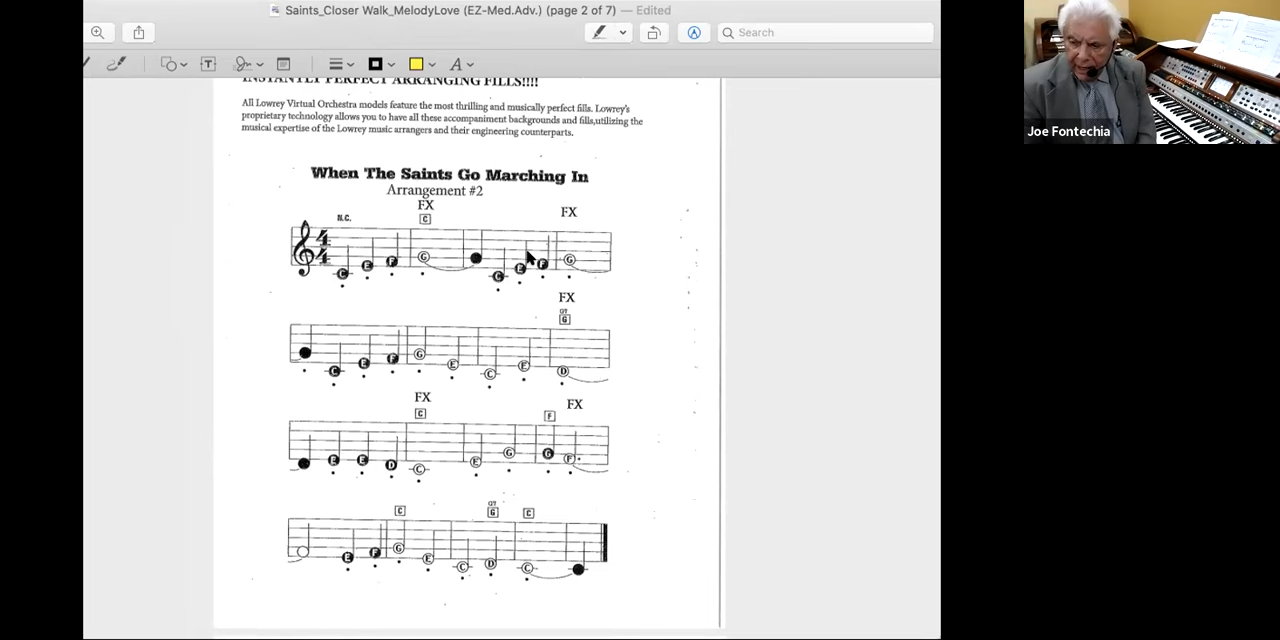 Saints_Closer Walk_MelodyLove (EZ-Med.Adv.) (page 2 of 7) — Edited
Search
A
INSTANTLY PERFECT ARRANGING FILLS!!!!
All Lowrey Virtual Orchestra models feature the most thrilling and musically perfect fills. Lowrey's
proprietary technology allows you to have all these accompaniment backgrounds and fills,utilizing the
musical expertise of the Lowrey music arrangers and their engineering counterparts.
When The Saints Go Marching In
Arrangement #2
FX FX
N.C. C
4 4
C E F G C E F G
FX
G
C E F G E C E D
FX FX
C F
E E D C E G G F
C G C
E F G E C D C
Joe Fontechia